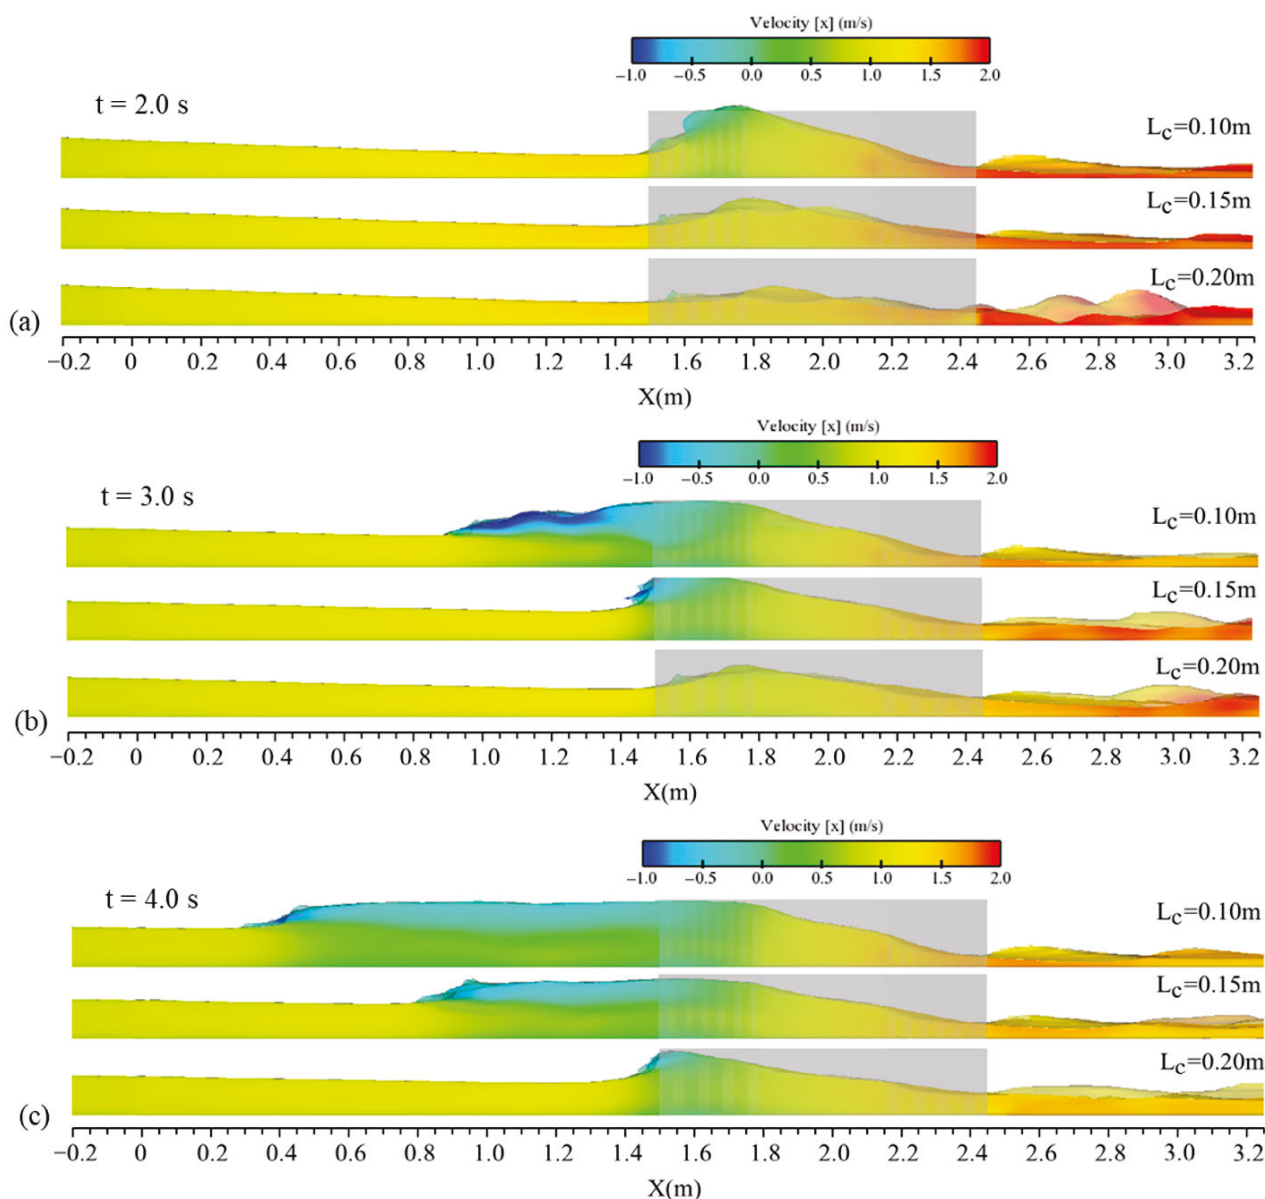 Velocity [x] (m/s)
−1.0 −0.5 0.0 0.5 1.0 1.5 2.0
t = 2.0 s
Lc=0.10m
Lc=0.15m
Lc=0.20m
(a)
−0.2 0 0.2 0.4 0.6 0.8 1.0 1.2 1.4 1.6 1.8 2.0 2.2 2.4 2.6 2.8 3.0 3.2
X(m)
Velocity [x] (m/s)
−1.0 −0.5 0.0 0.5 1.0 1.5 2.0
t = 3.0 s
Lc=0.10m
Lc=0.15m
Lc=0.20m
(b)
−0.2 0 0.2 0.4 0.6 0.8 1.0 1.2 1.4 1.6 1.8 2.0 2.2 2.4 2.6 2.8 3.0 3.2
X(m)
Velocity [x] (m/s)
−1.0 −0.5 0.0 0.5 1.0 1.5 2.0
t = 4.0 s
Lc=0.10m
Lc=0.15m
Lc=0.20m
(c)
−0.2 0 0.2 0.4 0.6 0.8 1.0 1.2 1.4 1.6 1.8 2.0 2.2 2.4 2.6 2.8 3.0 3.2
X(m)